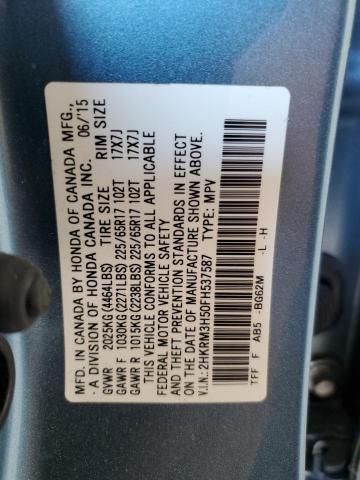 MFD. IN CANADA BY HONDA OF CANADA MFG.,
- A DIVISION OF HONDA CANADA INC. 06/'15
GVWR 2025KG(4464LBS) TIRE SIZE RIM SIZE
GAWR F 1030KG(2271LBS) 225/65R17 102T 17X7J
GAWR R 1015KG(2238LBS) 225/65R17 102T 17X7J
THIS VEHICLE CONFORMS TO ALL APPLICABLE
FEDERAL MOTOR VEHICLE SAFETY
AND THEFT PREVENTION STANDARDS IN EFFECT
ON THE DATE OF MANUFACTURE SHOWN ABOVE.
V.I.N.: 2HKRM3H50FH537587 TYPE: MPV
TFF F AB5 -BG62M -L -H